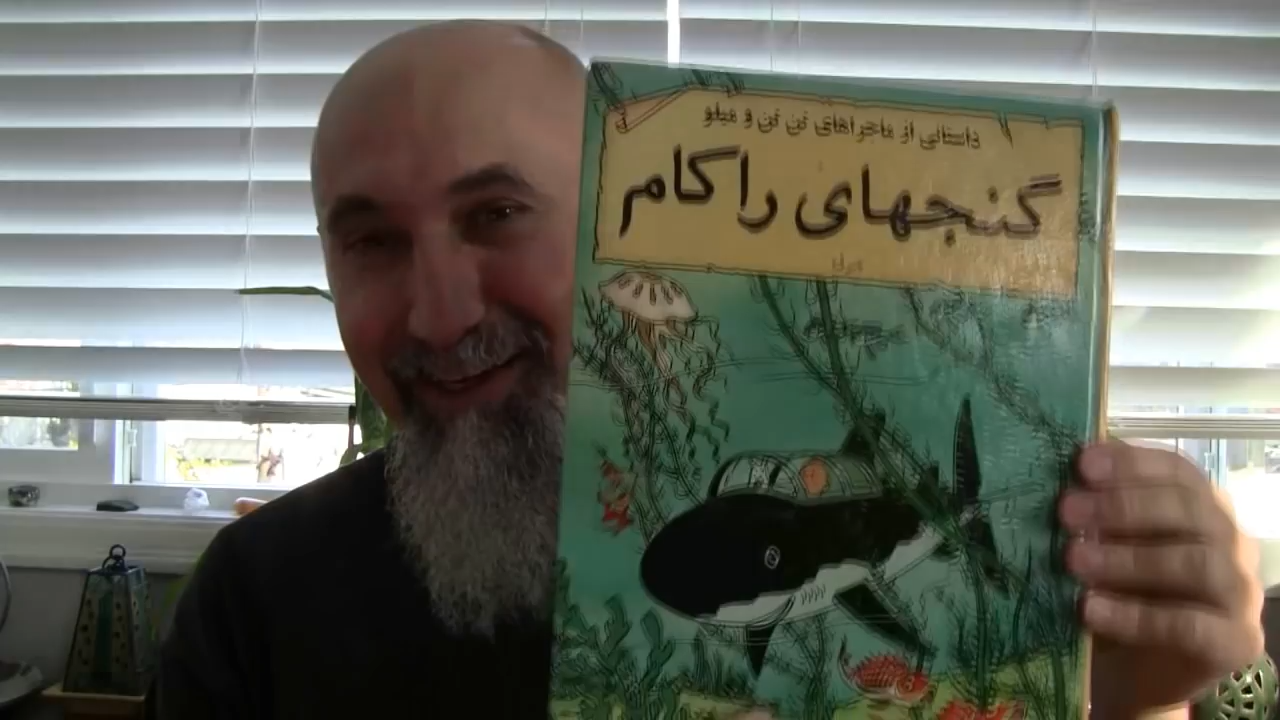 داستانی از ماجراهای تن تن و میلو
گنجهای راکام